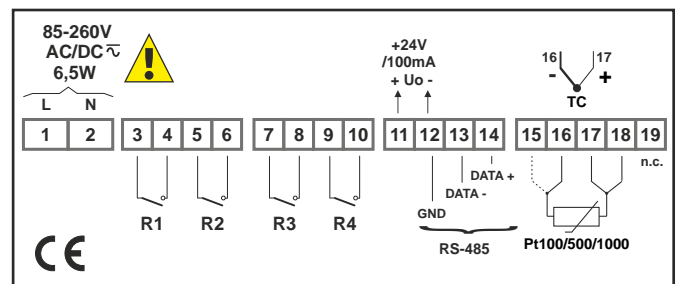 85-260V
AC/DC
6,5W
L N
+24V
/100mA
+ Uo -
16 17
- +
TC
1 2 3 4 5 6 7 8 9 10 11 12 13 14 15 16 17 18 19
n.c.
DATA +
DATA -
GND
R1 R2 R3 R4
RS-485
Pt100/500/1000
CE